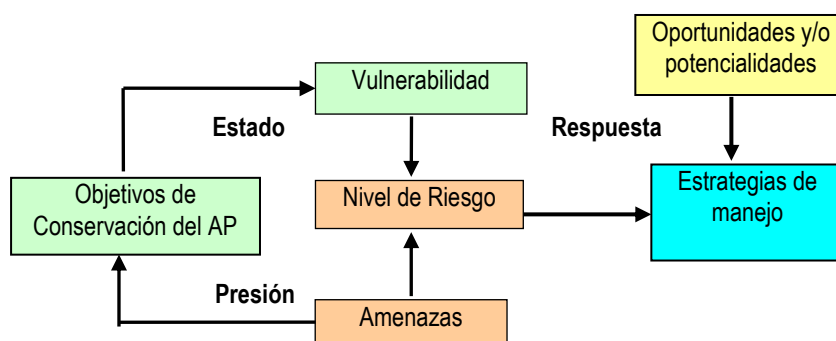 Oportunidades y/o
potencialidades
Vulnerabilidad
Estado
Respuesta
Objetivos de
Conservación del AP
Nivel de Riesgo
Estrategias de
manejo
Presión
Amenazas